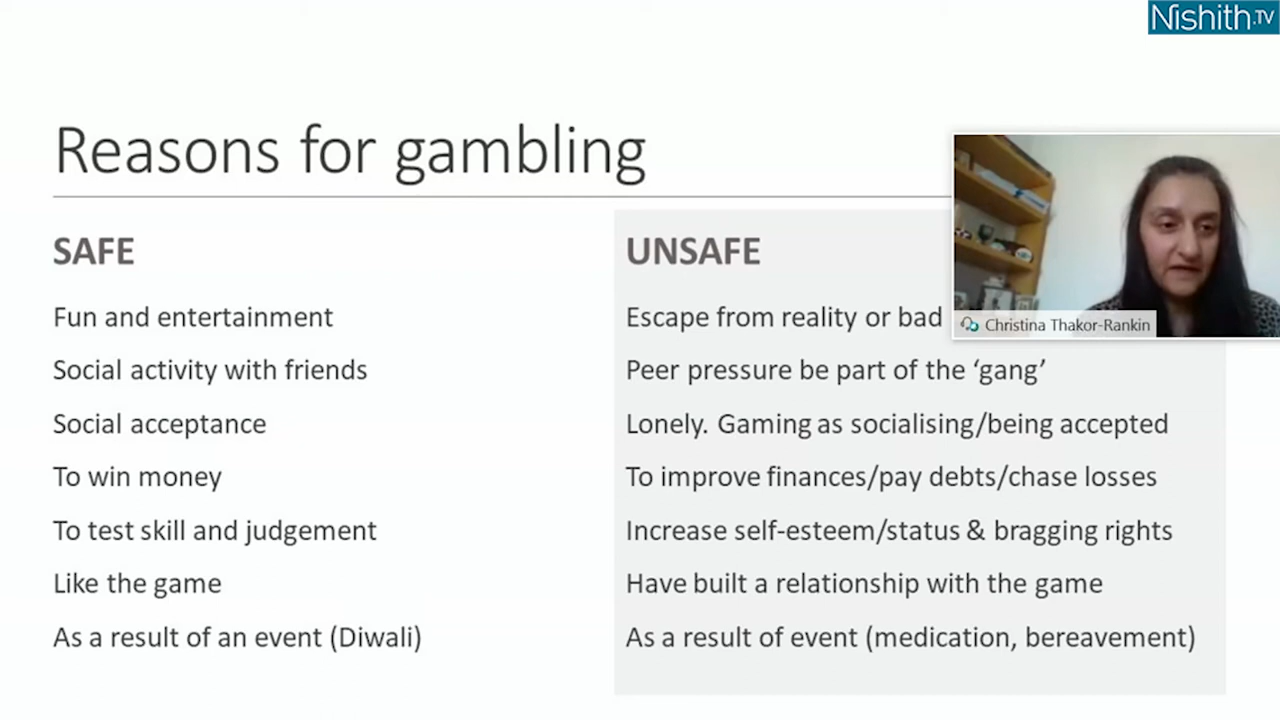 Nishith.TV
Reasons for gambling
SAFE
Fun and entertainment
Social activity with friends
Social acceptance
To win money
To test skill and judgement
Like the game
As a result of an event (Diwali)
UNSAFE
Escape from reality or bad
Peer pressure be part of the ‘gang’
Lonely. Gaming as socialising/being accepted
To improve finances/pay debts/chase losses
Increase self-esteem/status & bragging rights
Have built a relationship with the game
As a result of event (medication, bereavement)
Christina Thakor-Rankin